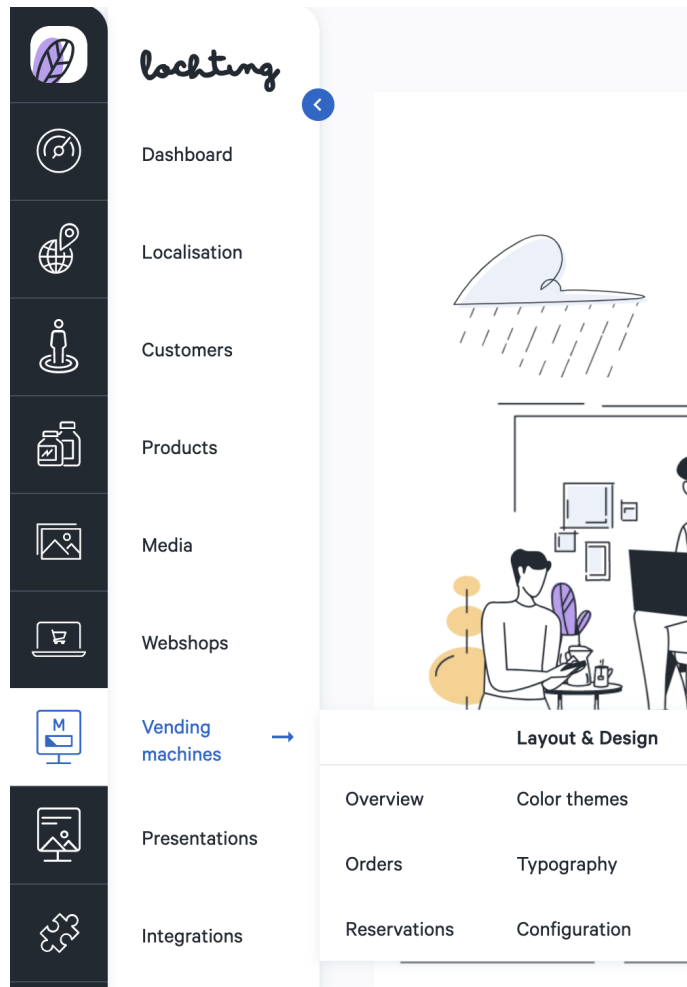 lochting
Dashboard
Localisation
Customers
Products
Media
Webshops
M
Vending
machines
Layout & Design
Overview
Color themes
Presentations
Orders
Typography
Reservations
Configuration
Integrations